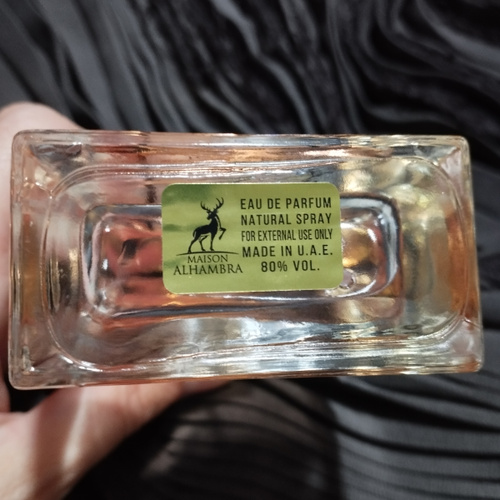 MAISON
ALHAMBRA
EAU DE PARFUM
NATURAL SPRAY
FOR EXTERNAL USE ONLY
MADE IN U.A.E.
80% VOL.